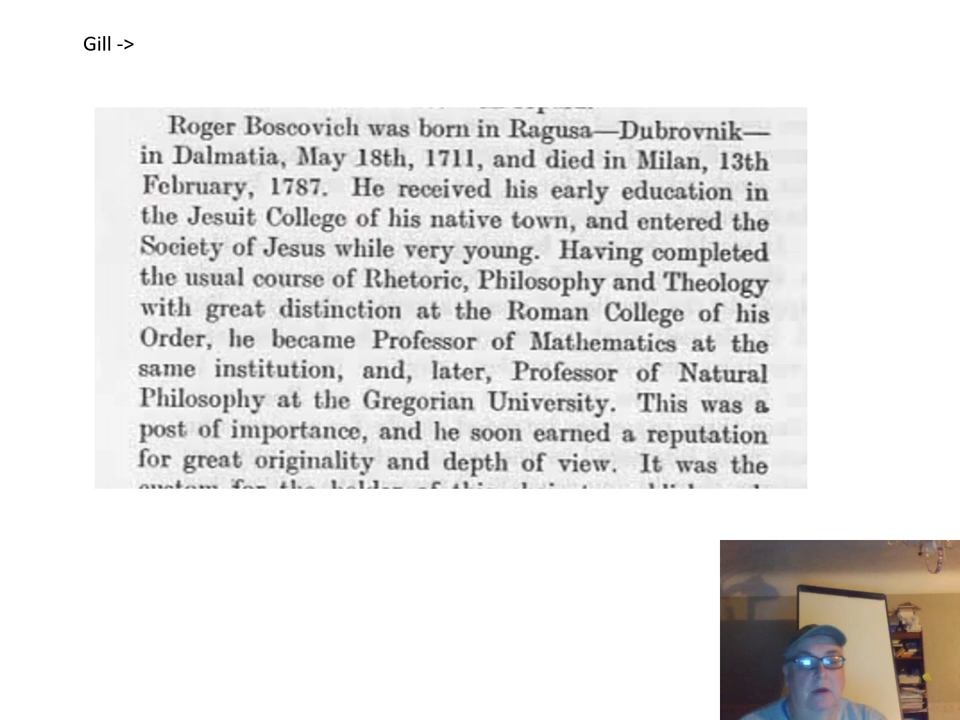 Gill ->
Roger Boscovich was born in Ragusa—Dubrovnik—
in Dalmatia, May 18th, 1711, and died in Milan, 13th
February, 1787. He received his early education in
the Jesuit College of his native town, and entered the
Society of Jesus while very young. Having completed
the usual course of Rhetoric, Philosophy and Theology
with great distinction at the Roman College of his
Order, he became Professor of Mathematics at the
same institution, and, later, Professor of Natural
Philosophy at the Gregorian University. This was a
post of importance, and he soon earned a reputation
for great originality and depth of view. It was the